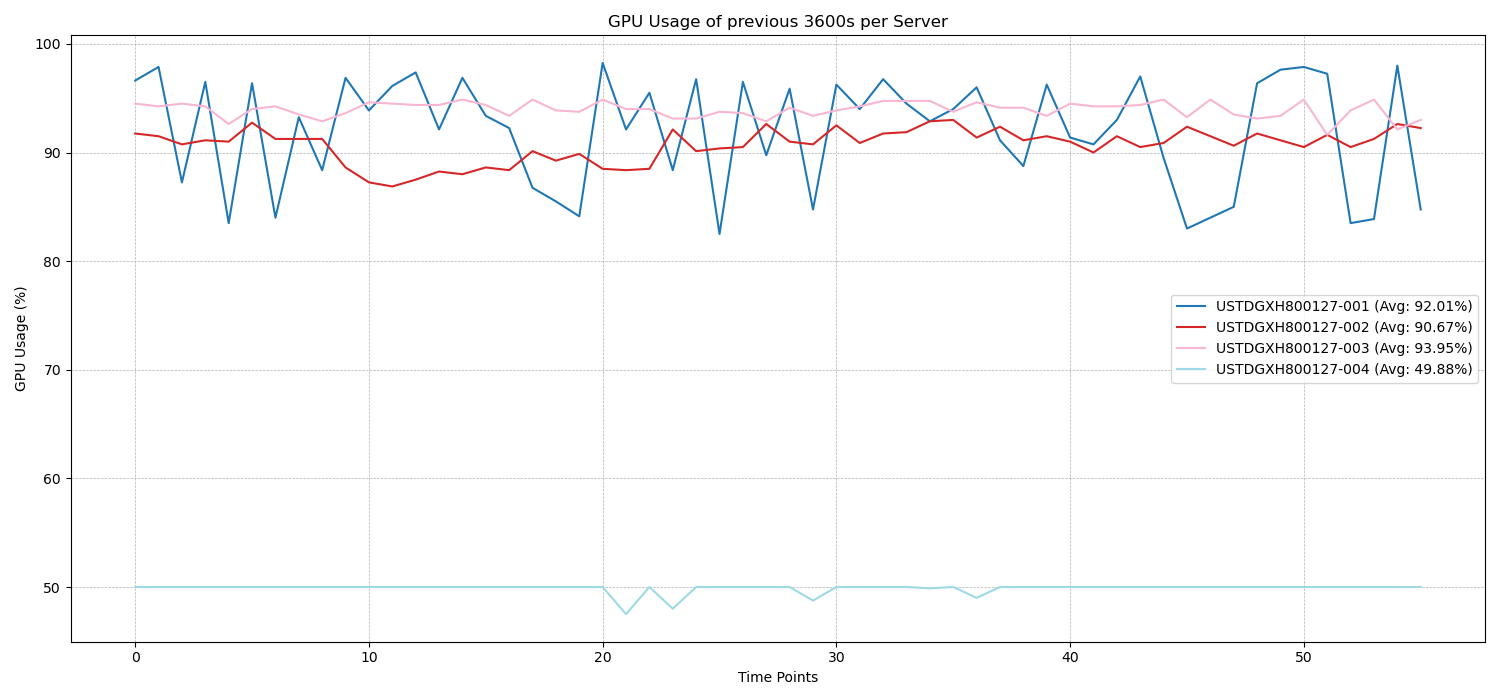 GPU Usage of previous 3600s per Server
100
90
80
70
60
50
GPU Usage (%)
USTDGXH800127-001 (Avg: 92.01%)
USTDGXH800127-002 (Avg: 90.67%)
USTDGXH800127-003 (Avg: 93.95%)
USTDGXH800127-004 (Avg: 49.88%)
0 10 20 30 40 50
Time Points